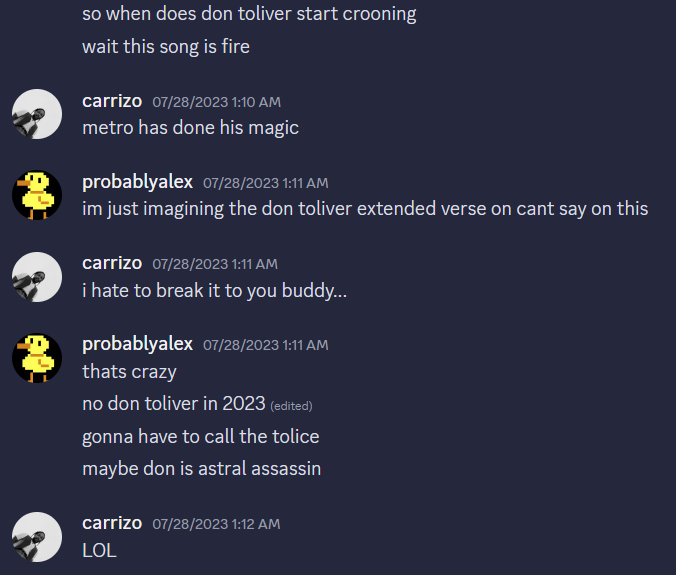 so when does don toliver start crooning
wait this song is fire
carrizo 07/28/2023 1:10 AM
metro has done his magic
probablyalex 07/28/2023 1:11 AM
im just imagining the don toliver extended verse on cant say on this
carrizo 07/28/2023 1:11 AM
i hate to break it to you buddy...
probablyalex 07/28/2023 1:11 AM
thats crazy
no don toliver in 2023 (edited)
gonna have to call the tolice
maybe don is astral assassin
carrizo 07/28/2023 1:12 AM
LOL